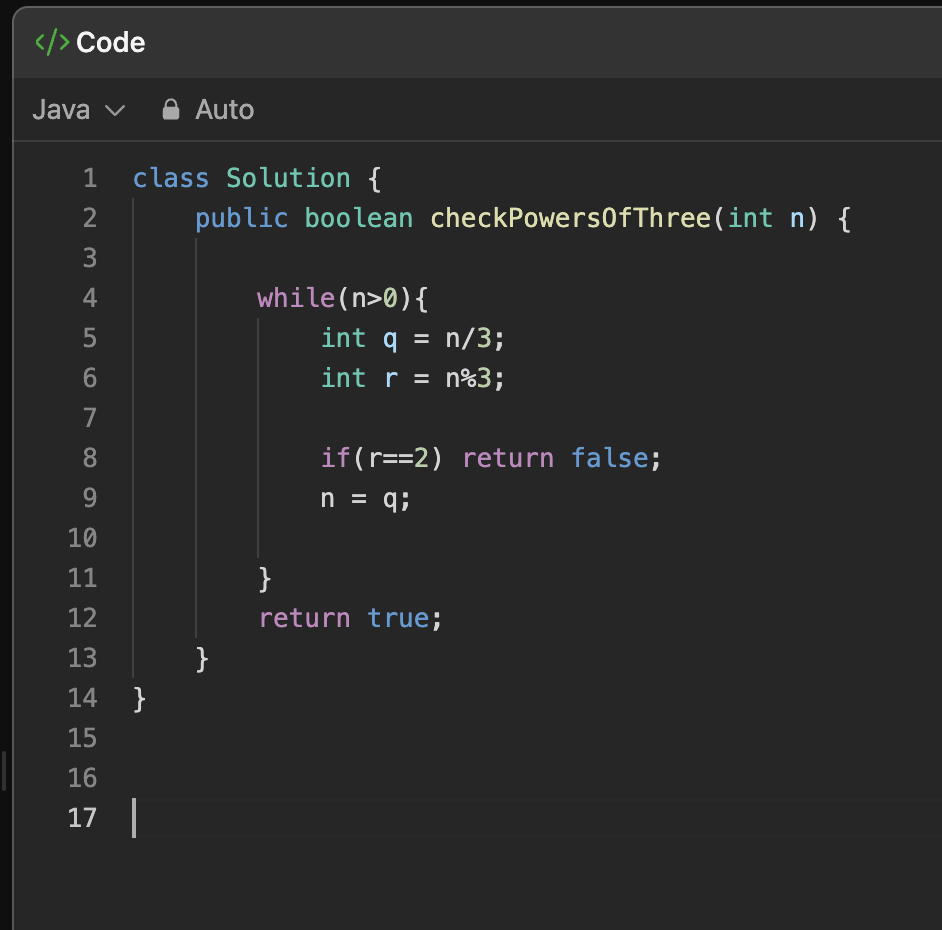 </> Code
Java Auto
1 class Solution {
2     public boolean checkPowersOfThree(int n) {
3
4         while(n>0){
5             int q = n/3;
6             int r = n%3;
7
8             if(r==2) return false;
9             n = q;
10
11         }
12         return true;
13     }
14 }
15
16
17